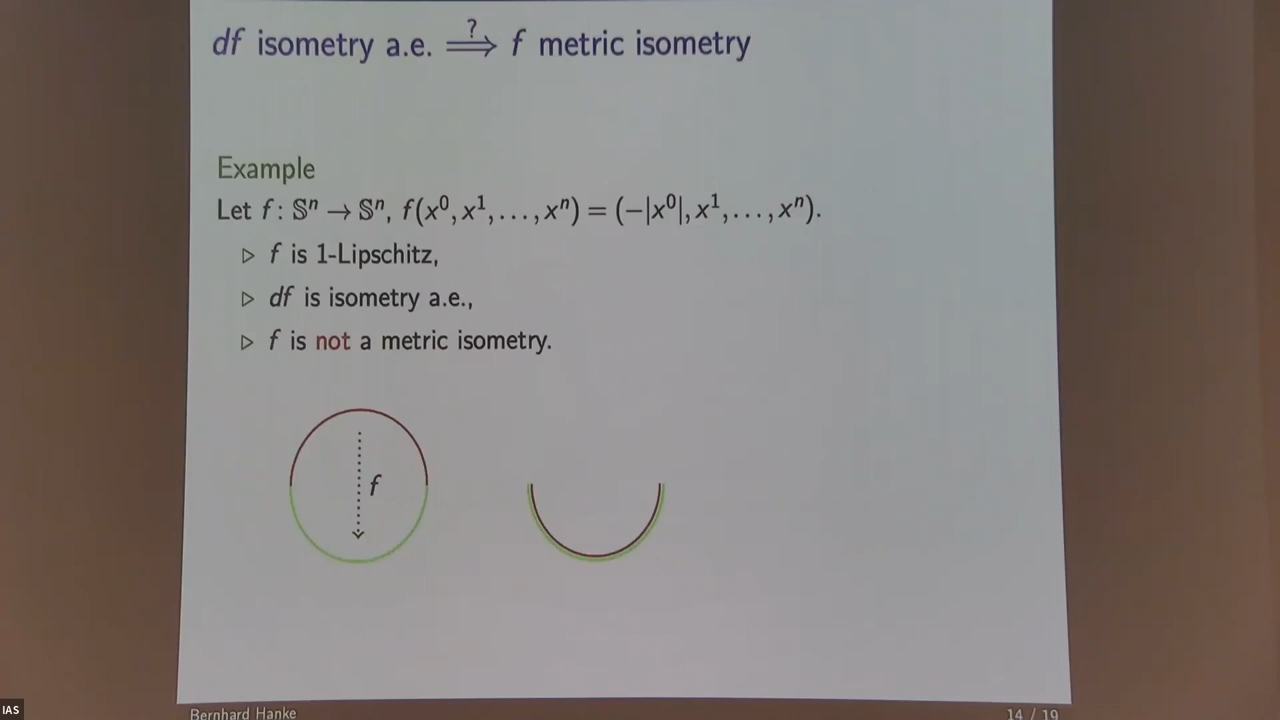 df isometry a.e. ⟹? f metric isometry
Example
Let f: 𝕊ⁿ → 𝕊ⁿ, f(x⁰, x¹, …, xⁿ) = (−|x⁰|, x¹, …, xⁿ).
▷ f is 1-Lipschitz,
▷ df is isometry a.e.,
▷ f is not a metric isometry.
f
IAS
Bernhard Hanke 14 / 19